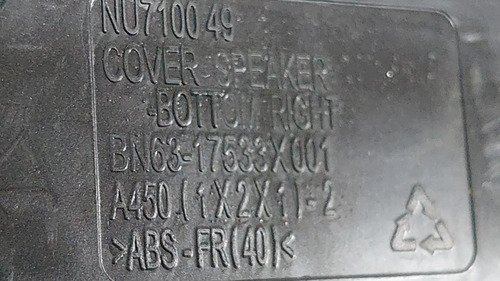 NU7100 49
COVER-SPEAKER
-BOTTOM RIGHT
BN63-17533X001
A450 (1X2X1)-2
>ABS-FR(40)<